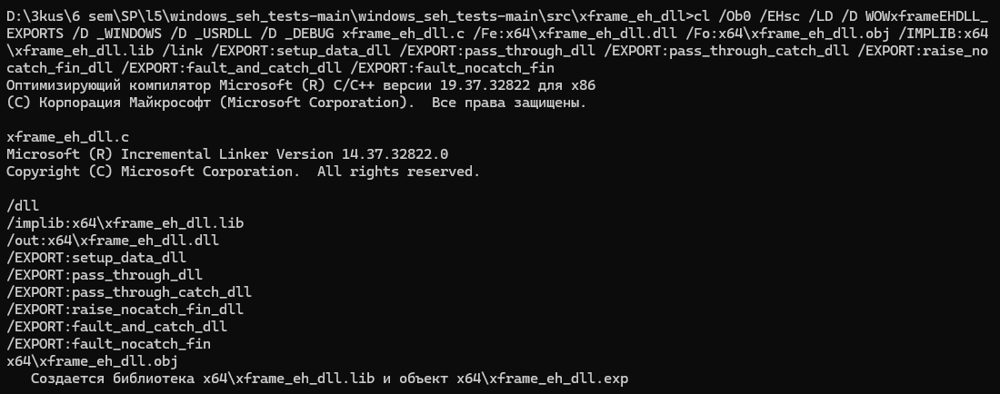 D:\3kus\6 sem\SP\l5\windows_seh_tests-main\windows_seh_tests-main\src\xframe_eh_dll>cl /Ob0 /EHsc /LD /D WOWxframeEHDLL_
EXPORTS /D _WINDOWS /D _USRDLL /D _DEBUG xframe_eh_dll.c /Fe:x64\xframe_eh_dll.dll /Fo:x64\xframe_eh_dll.obj /IMPLIB:x64
\xframe_eh_dll.lib /link /EXPORT:setup_data_dll /EXPORT:pass_through_dll /EXPORT:pass_through_catch_dll /EXPORT:raise_no
catch_fin_dll /EXPORT:fault_and_catch_dll /EXPORT:fault_nocatch_fin
Оптимизирующий компилятор Microsoft (R) C/C++ версии 19.37.32822 для x86
(C) Корпорация Майкрософт (Microsoft Corporation).  Все права защищены.

xframe_eh_dll.c
Microsoft (R) Incremental Linker Version 14.37.32822.0
Copyright (C) Microsoft Corporation.  All rights reserved.

/dll
/implib:x64\xframe_eh_dll.lib
/out:x64\xframe_eh_dll.dll
/EXPORT:setup_data_dll
/EXPORT:pass_through_dll
/EXPORT:pass_through_catch_dll
/EXPORT:raise_nocatch_fin_dll
/EXPORT:fault_and_catch_dll
/EXPORT:fault_nocatch_fin
x64\xframe_eh_dll.obj
   Создается библиотека x64\xframe_eh_dll.lib и объект x64\xframe_eh_dll.exp